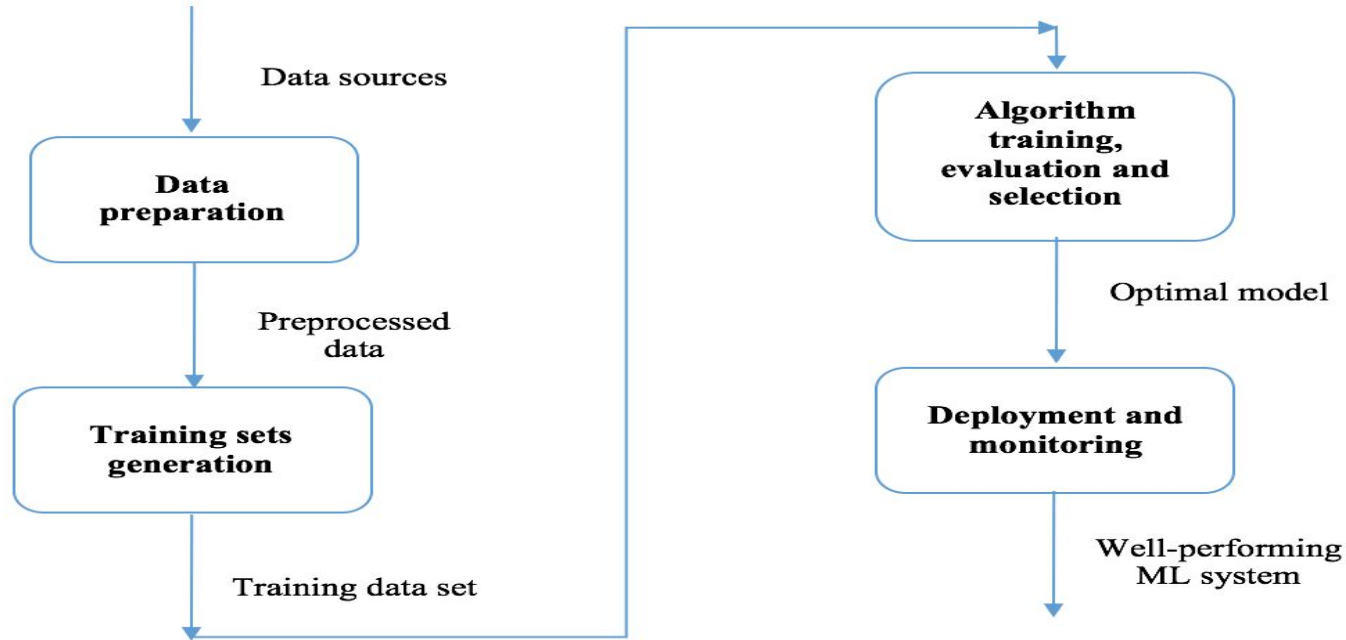 Data sources
Data
preparation
Preprocessed
data
Training sets
generation
Training data set
Algorithm
training,
evaluation and
selection
Optimal model
Deployment and
monitoring
Well-performing
ML system